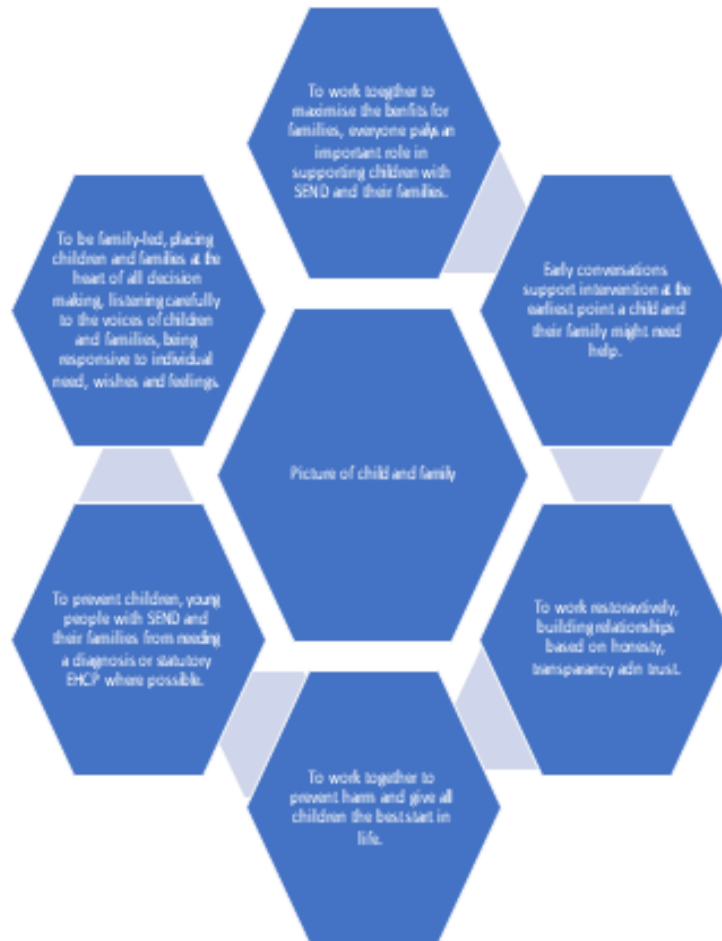 To work toegther to
maximise the benfits for
families, everyone palys an
important role in
supporting children with
SEND and their families.
Early conversations
support intervention at the
earliest point a child and
their family might need
help.
To work restoravtively,
building relationships
based on honesty,
transparancy adn trust.
To work together to
prevent harm and give all
children the best start in
life.
To prevent children, young
people with SEND and
their families from needing
a diagnosis or statutory
EHCP where possible.
To be family-led, placing
children and families at the
heart of all decision
making, listening carefully
to the voices of children
and families, being
responsive to individual
need, wishes and feelings.
Picture of child and family